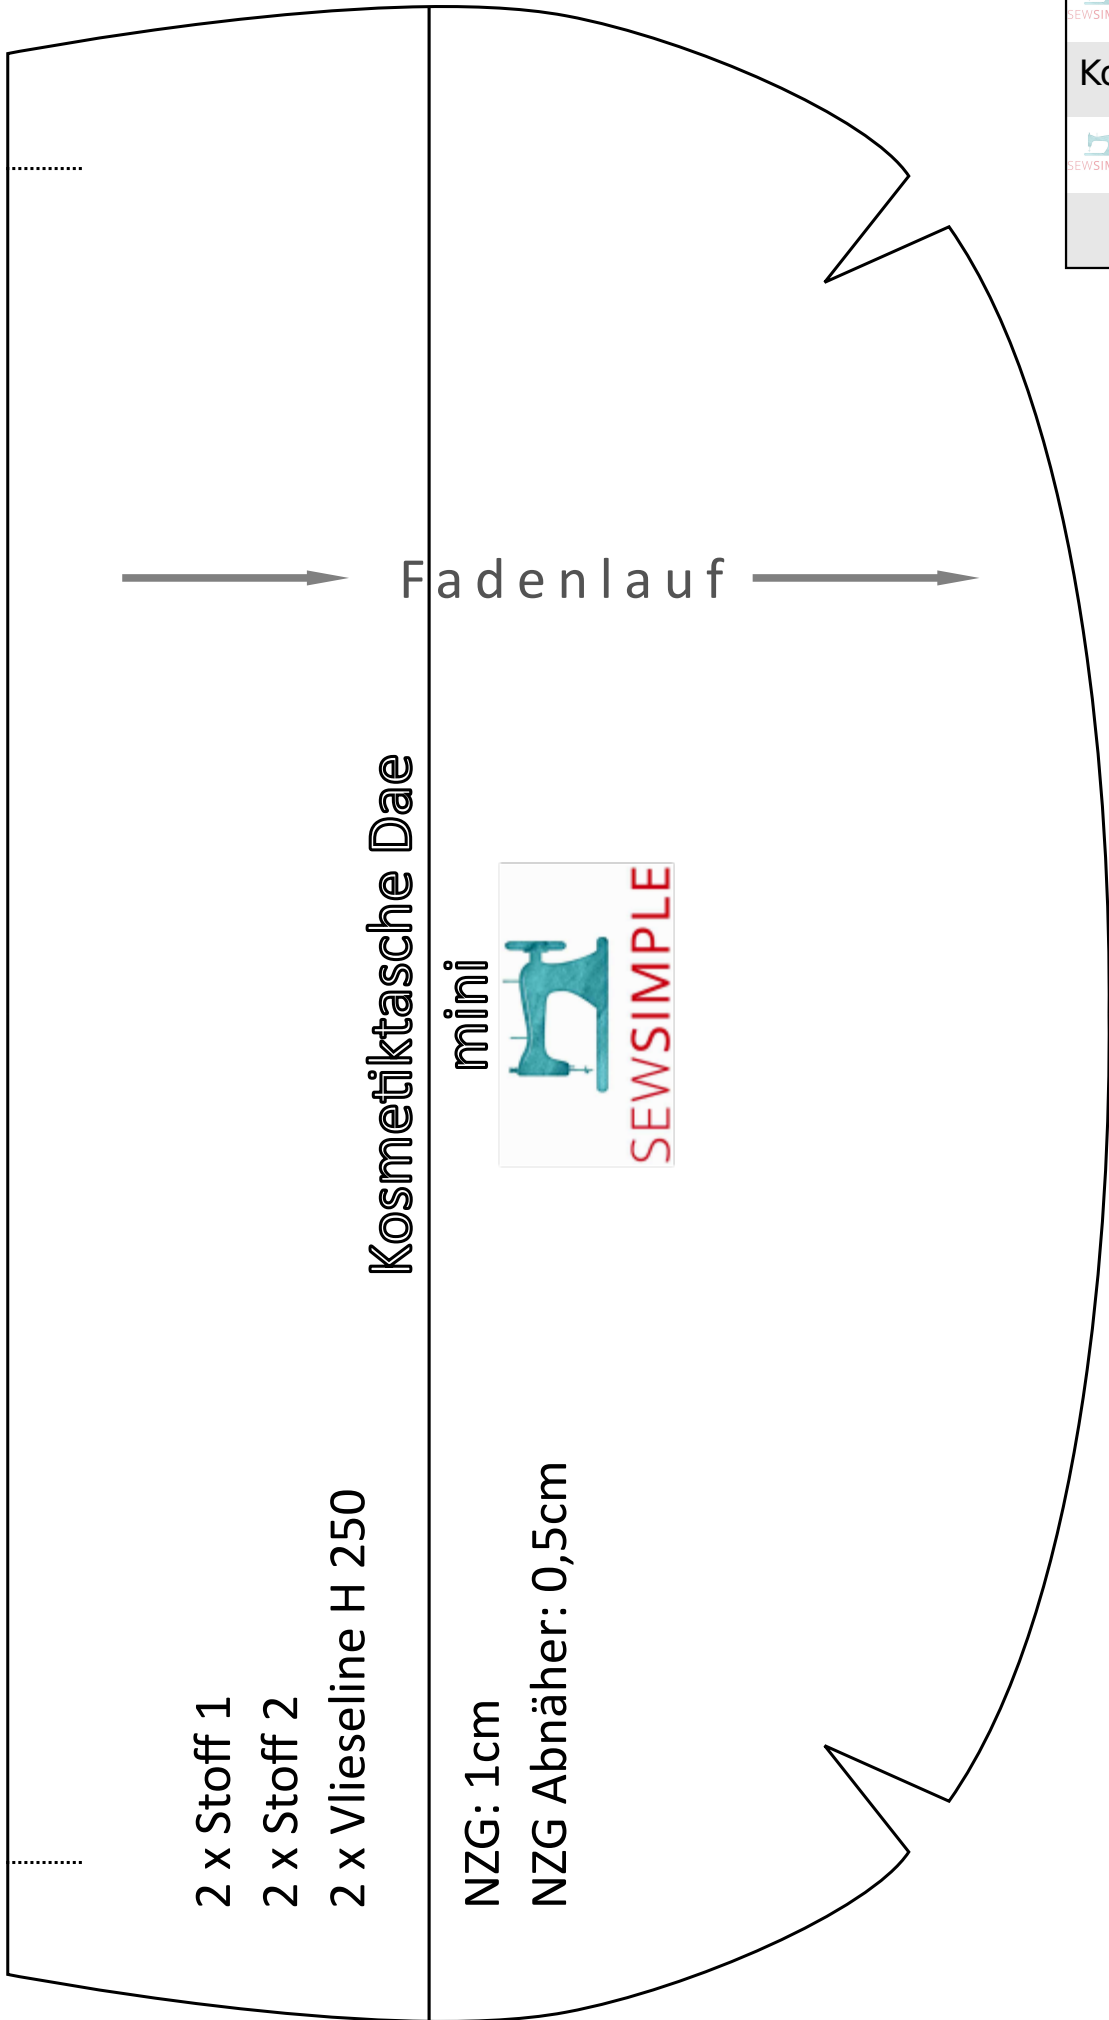 Fadenlauf
Kosmetiktasche Dae
mini
SEWSIMPLE
2 x Stoff 1
2 x Stoff 2
2 x Vlieseline H 250
NZG: 1cm
NZG Abnäher: 0,5cm